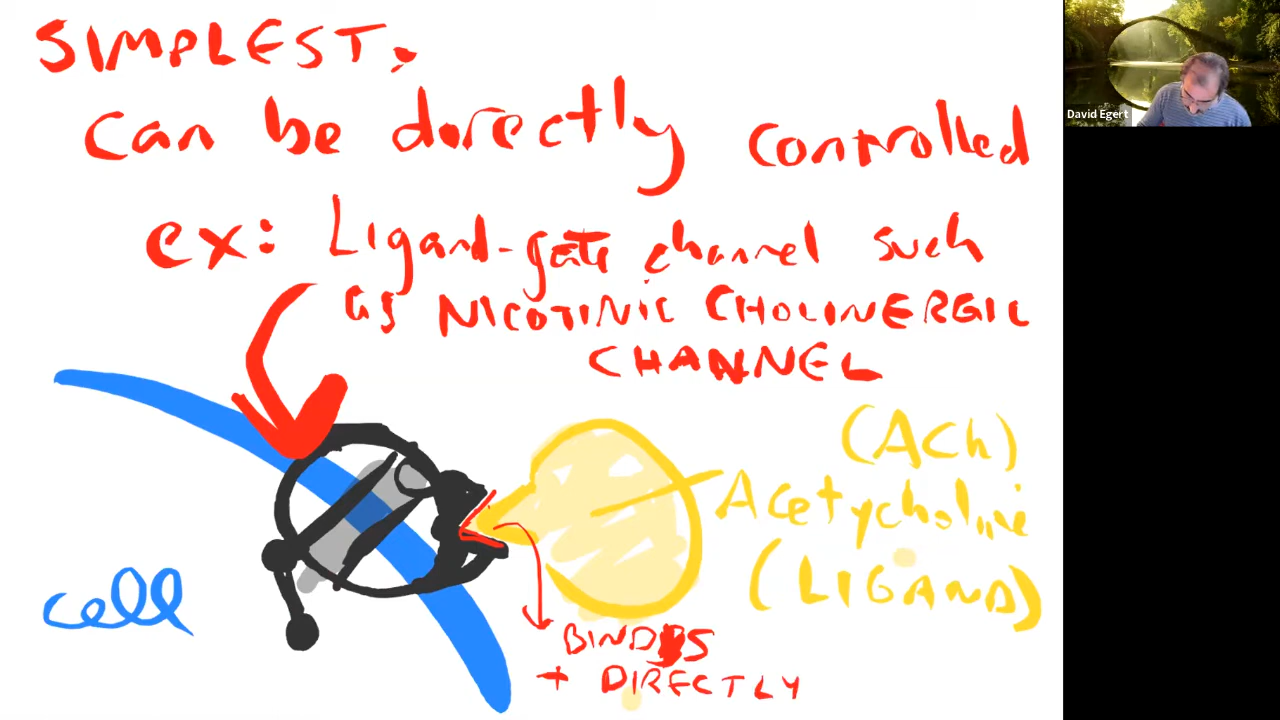 SIMPLEST.
can be directly controlled
ex: Ligand-gate channel such
as NICOTINIC CHOLINERGIC
CHANNEL
(ACh)
Acetycholine
(LIGAND)
cell
BINDS
+ DIRECTLY
David Egert